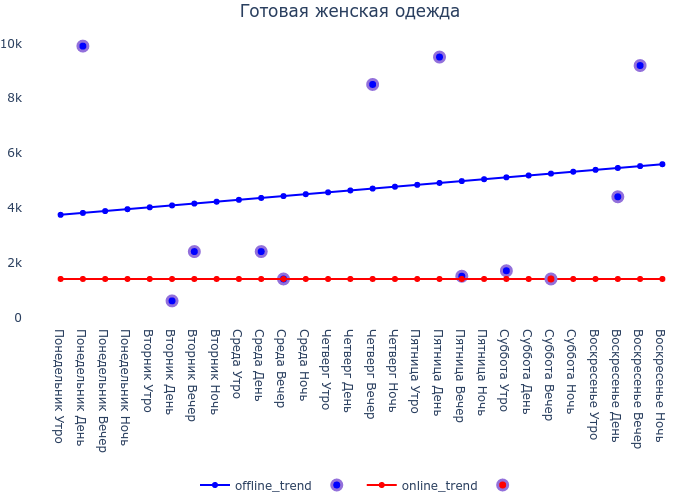 Готовая женская одежда
10k
8k
6k
4k
2k
0
Понедельник Утро
Понедельник День
Понедельник Вечер
Понедельник Ночь
Вторник Утро
Вторник День
Вторник Вечер
Вторник Ночь
Среда Утро
Среда День
Среда Вечер
Среда Ночь
Четверг Утро
Четверг День
Четверг Вечер
Четверг Ночь
Пятница Утро
Пятница День
Пятница Вечер
Пятница Ночь
Суббота Утро
Суббота День
Суббота Вечер
Суббота Ночь
Воскресенье Утро
Воскресенье День
Воскресенье Вечер
Воскресенье Ночь
offline_trend
online_trend